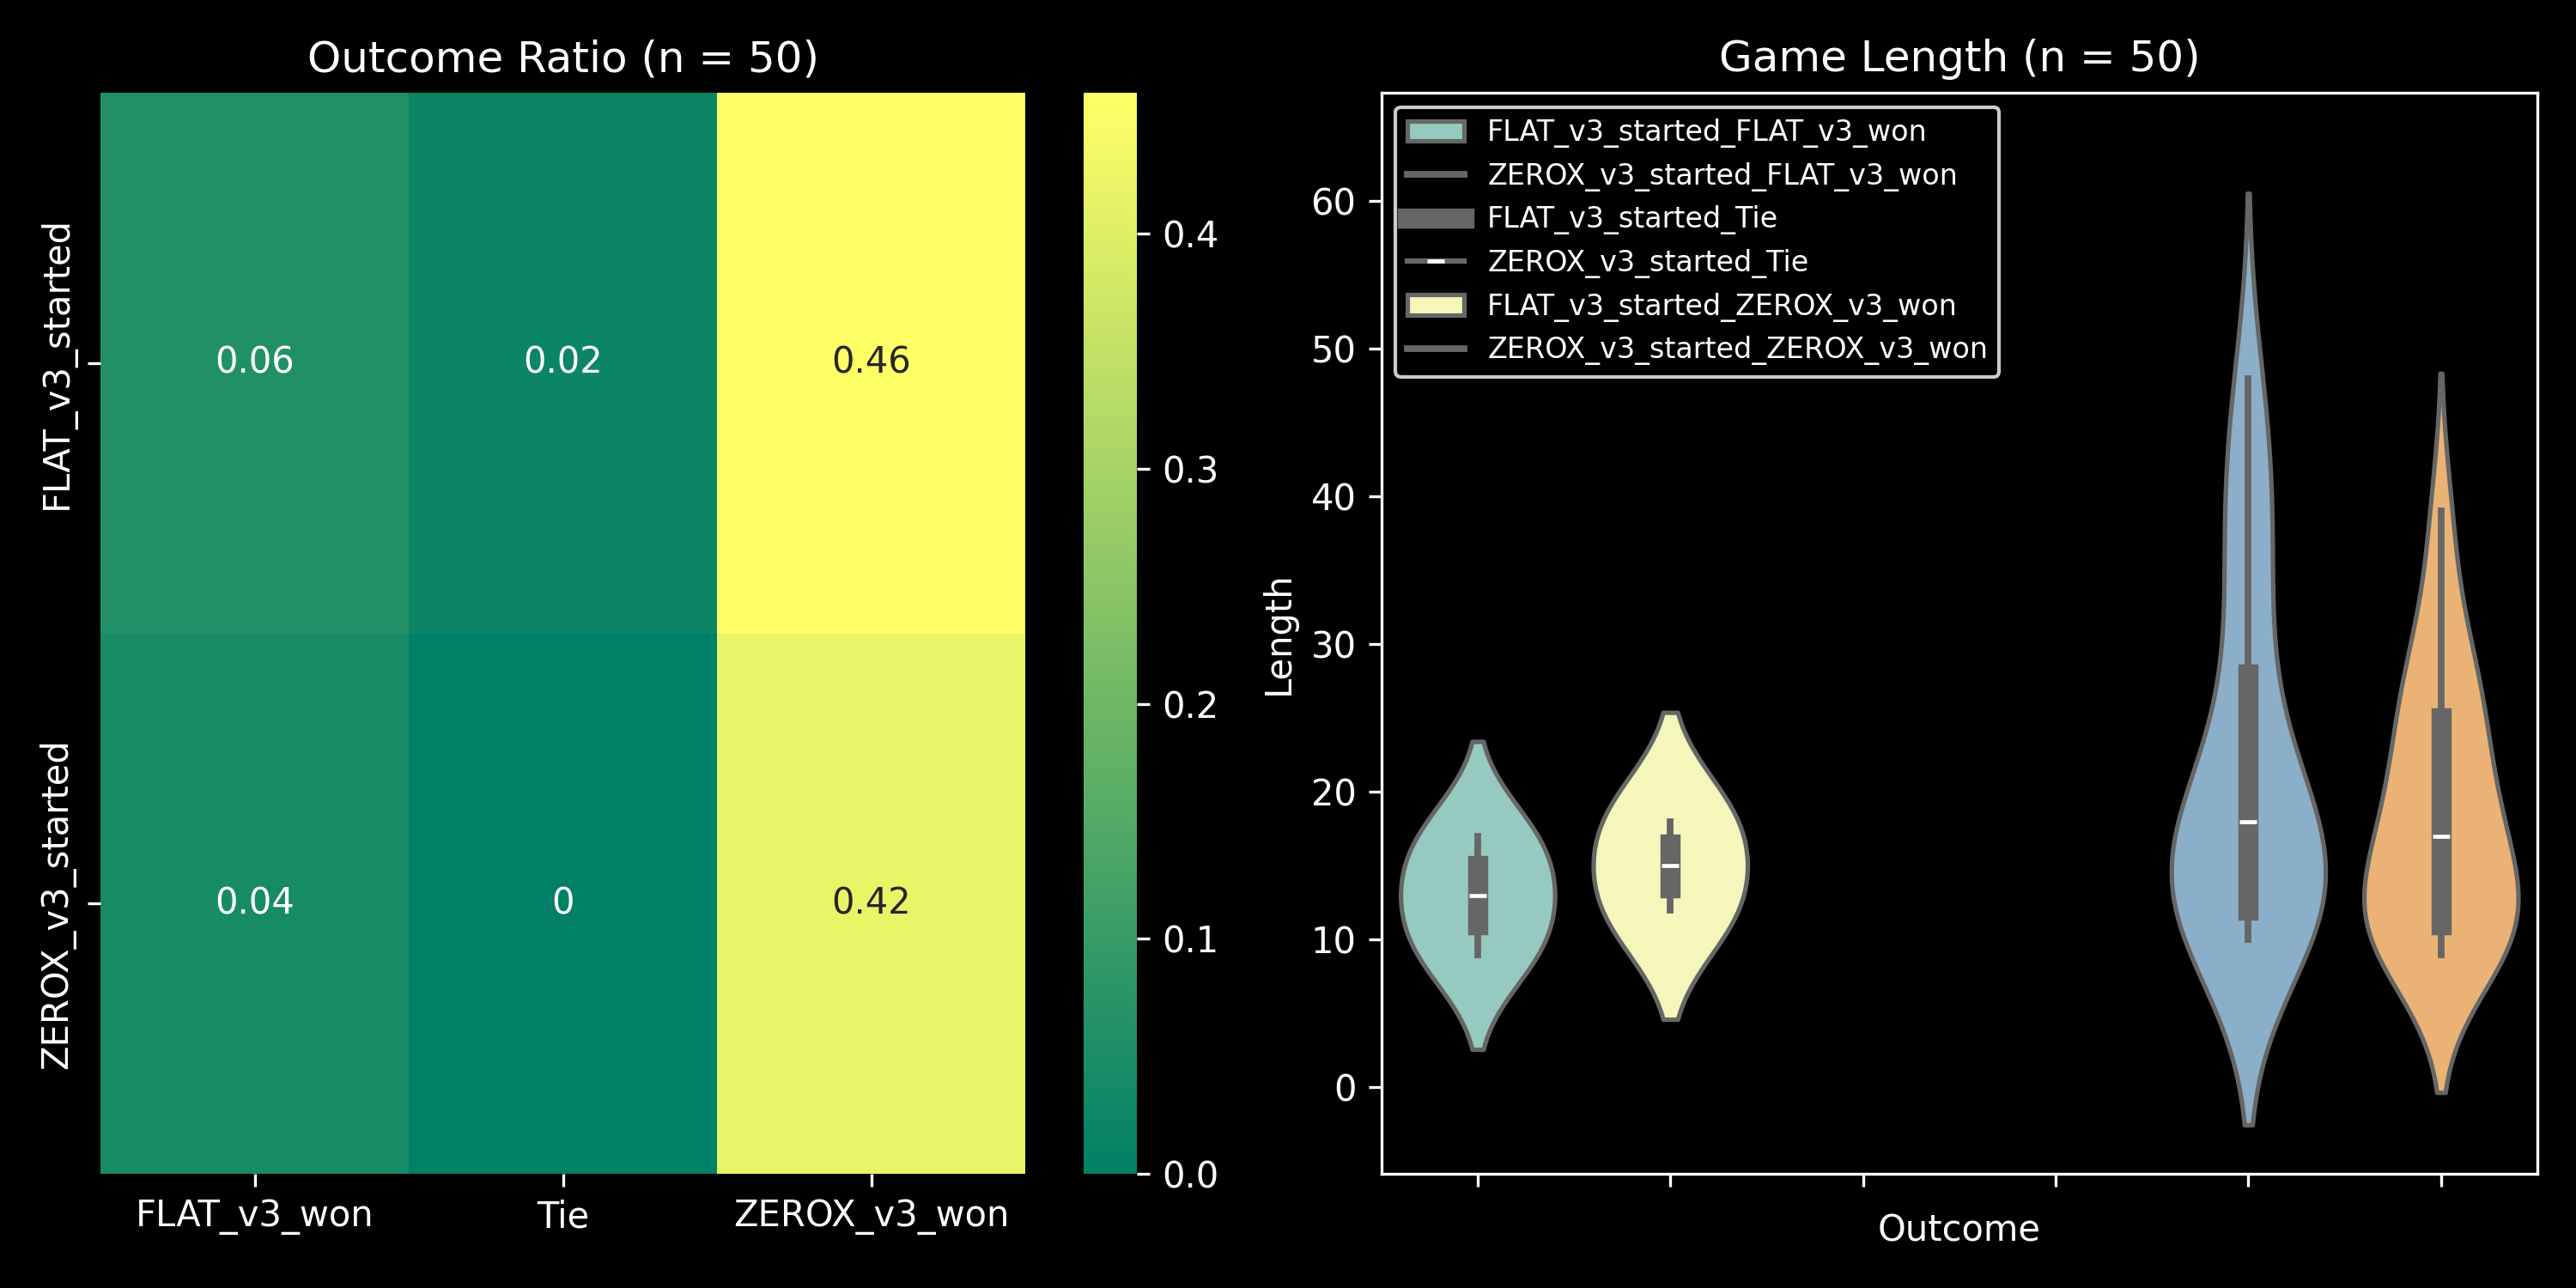 Outcome Ratio (n = 50)
FLAT_v3_started
ZEROX_v3_started
0.06
0.02
0.46
0.04
0
0.42
FLAT_v3_won
Tie
ZEROX_v3_won
0.4
0.3
0.2
0.1
0.0
Game Length (n = 50)
FLAT_v3_started_FLAT_v3_won
ZEROX_v3_started_FLAT_v3_won
FLAT_v3_started_Tie
ZEROX_v3_started_Tie
FLAT_v3_started_ZEROX_v3_won
ZEROX_v3_started_ZEROX_v3_won
Length
60
50
40
30
20
10
0
Outcome